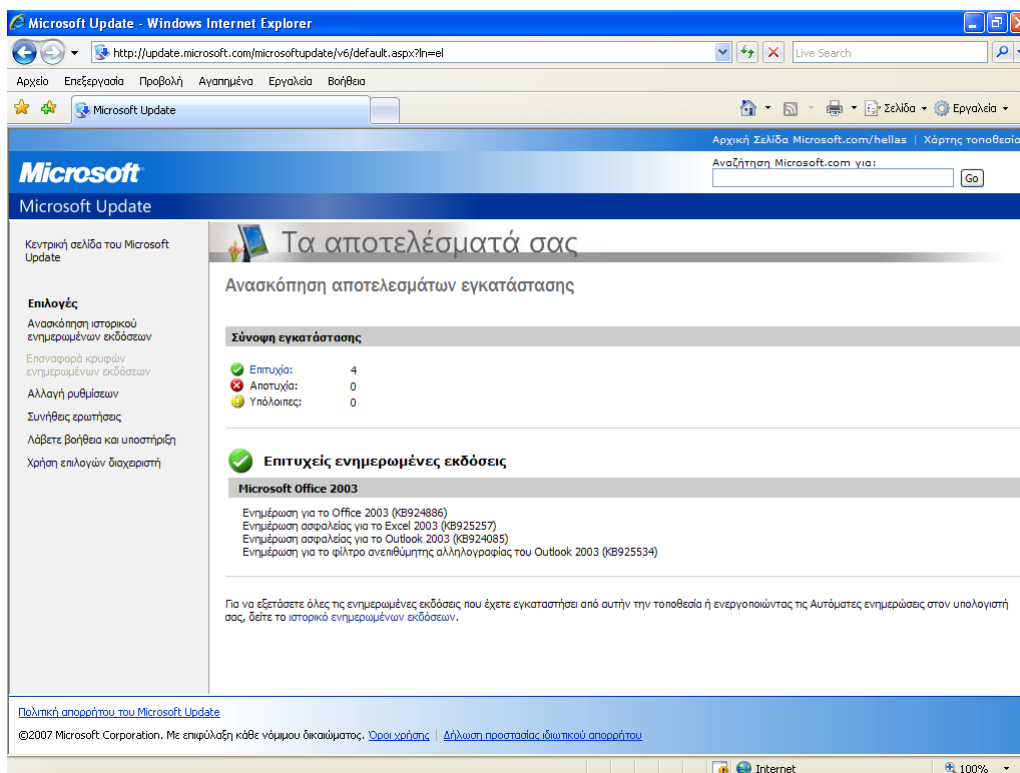 Microsoft Update - Windows Internet Explorer
http://update.microsoft.com/microsoftupdate/v6/default.aspx?ln=el
Live Search
Αρχείο Επεξεργασία Προβολή Αγαπημένα Εργαλεία Βοήθεια
Microsoft Update
Σελίδα
Εργαλεία
Αρχική Σελίδα Microsoft.com/hellas | Χάρτης τοποθεσία
Microsoft
Αναζήτηση Microsoft.com για:
Go
Microsoft Update
Κεντρική σελίδα του Microsoft
Update
Επιλογές
Ανασκόπηση ιστορικού
ενημερωμένων εκδόσεων
Επαναφορά κρυφών
ενημερωμένων εκδόσεων
Αλλαγή ρυθμίσεων
Συνήθεις ερωτήσεις
Λάβετε βοήθεια και υποστήριξη
Χρήση επιλογών διαχειριστή
Τα αποτελέσματά σας
Ανασκόπηση αποτελεσμάτων εγκατάστασης
Σύνοψη εγκατάστασης
Επιτυχία: 4
Αποτυχία: 0
Υπόλοιπες: 0
Επιτυχείς ενημερωμένες εκδόσεις
Microsoft Office 2003
Ενημέρωση για το Office 2003 (KB924886)
Ενημέρωση ασφαλείας για το Excel 2003 (KB925257)
Ενημέρωση ασφαλείας για το Outlook 2003 (KB924085)
Ενημέρωση για το φίλτρο ανεπιθύμητης αλληλογραφίας του Outlook 2003 (KB925534)
Για να εξετάσετε όλες τις ενημερωμένες εκδόσεις που έχετε εγκαταστήσει από αυτήν την τοποθεσία ή ενεργοποιώντας τις Αυτόματες ενημερώσεις στον υπολογιστή
σας, δείτε το ιστορικό ενημερωμένων εκδόσεων.
Πολιτική απορρήτου του Microsoft Update
©2007 Microsoft Corporation. Με επιφύλαξη κάθε νόμιμου δικαιώματος. Όροι χρήσης | Δήλωση προστασίας ιδιωτικού απορρήτου
Internet
100%